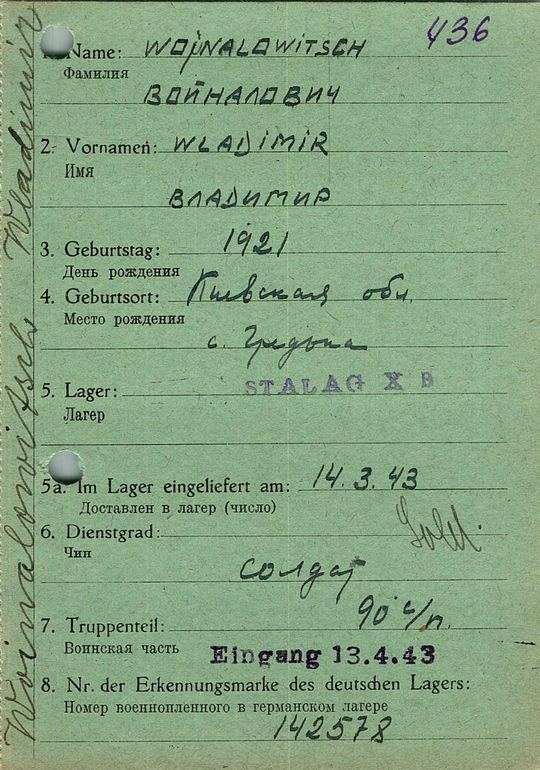 436
1. Name: WOJNALOWITSCH
Фамилия
ВОЙНАЛОВИЧ
2. Vornamen: WLADIMIR
Имя
ВЛАДИМИР
3. Geburtstag: 1921
День рождения
4. Geburtsort: Киевская обл.
Место рождения
с.
5. Lager: STALAG X B
Лагер
5a. Im Lager eingeliefert am: 14.3.43
Доставлен в лагер (число)
6. Dienstgrad: Sold.
Чин
солдат
7. Truppenteil: 90 с/п.
Воинская часть
Eingang 13.4.43
8. Nr. der Erkennungsmarke des deutschen Lagers:
Номер военнопленного в германском лагере
142578
Woinalovitsch Wladimir